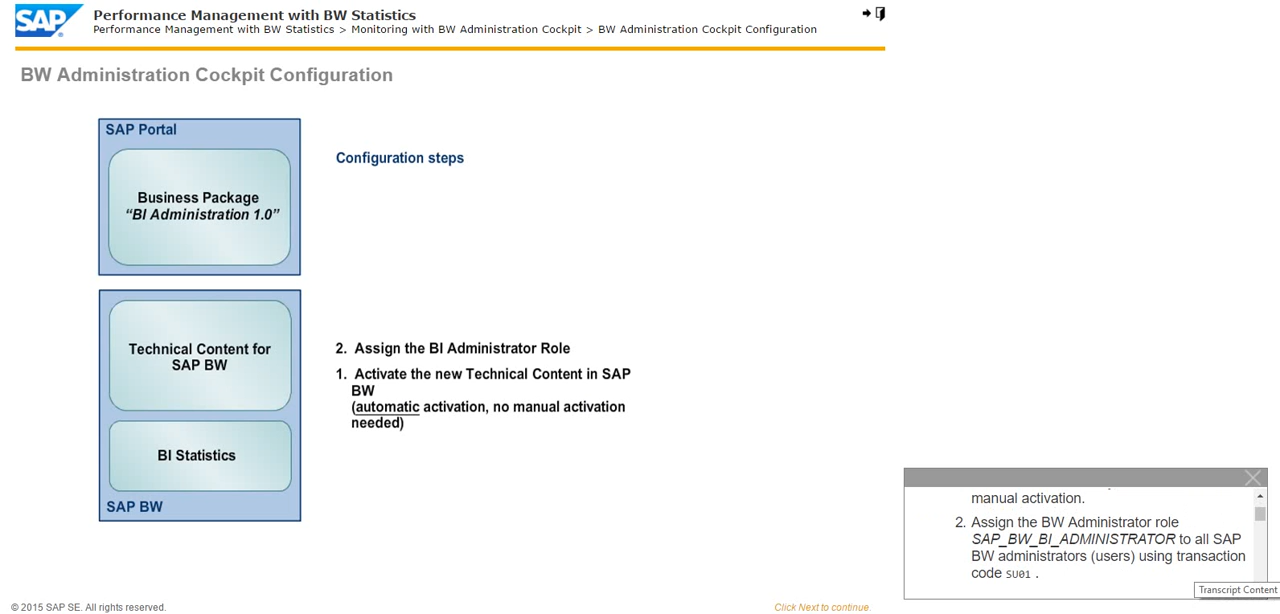 SAP
Performance Management with BW Statistics
Performance Management with BW Statistics > Monitoring with BW Administration Cockpit > BW Administration Cockpit Configuration
BW Administration Cockpit Configuration
SAP Portal
Business Package
“BI Administration 1.0”
Configuration steps
Technical Content for
SAP BW
BI Statistics
SAP BW
2. Assign the BI Administrator Role
1. Activate the new Technical Content in SAP
BW
(automatic activation, no manual activation
needed)
manual activation.
2. Assign the BW Administrator role
SAP_BW_BI_ADMINISTRATOR to all SAP
BW administrators (users) using transaction
code SU01 .
Transcript Content
© 2015 SAP SE. All rights reserved.
Click Next to continue.